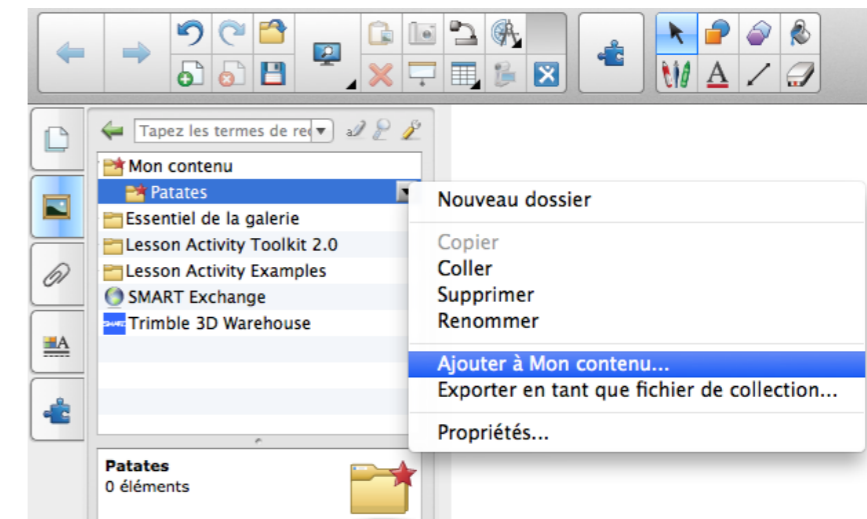 Tapez les termes de re
Mon contenu
Patates
Essentiel de la galerie
Lesson Activity Toolkit 2.0
Lesson Activity Examples
SMART Exchange
Trimble 3D Warehouse
Nouveau dossier
Copier
Coller
Supprimer
Renommer
Ajouter à Mon contenu...
Exporter en tant que fichier de collection...
Propriétés...
Patates
0 éléments